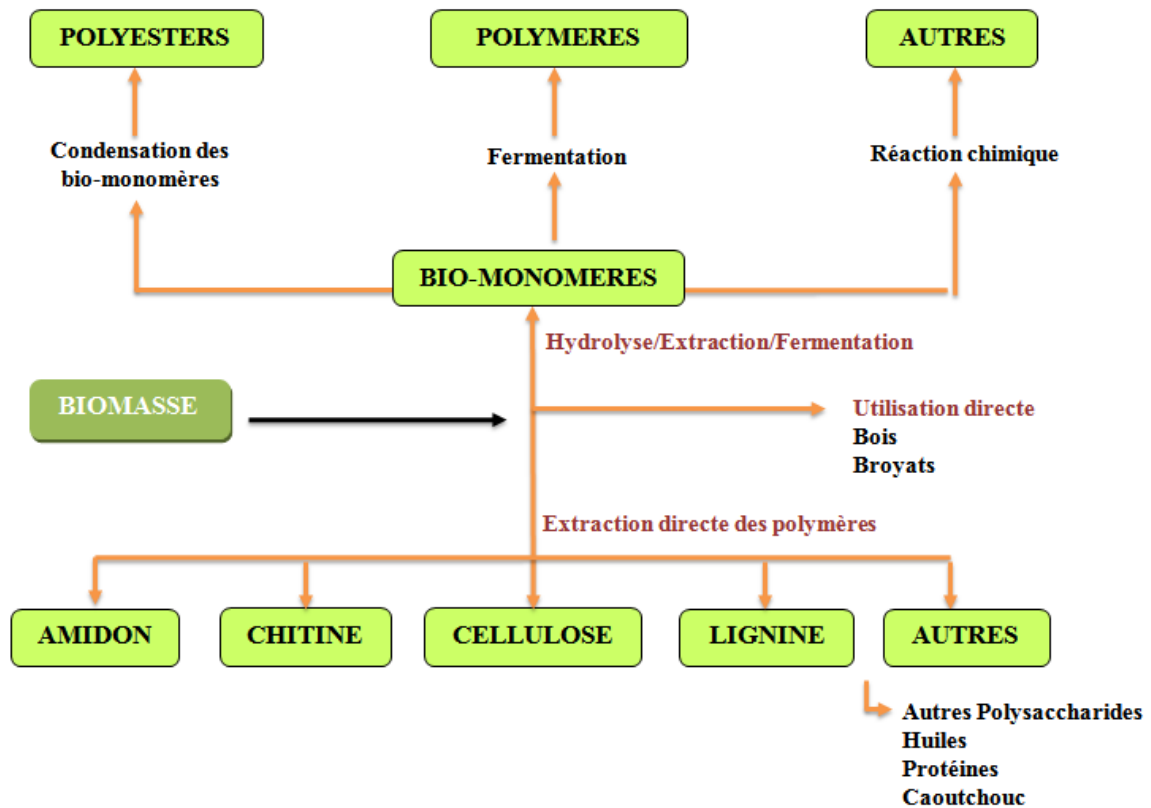 POLYESTERS
POLYMERES
AUTRES
Condensation des
bio-monomères
Fermentation
Réaction chimique
BIO-MONOMERES
Hydrolyse/Extraction/Fermentation
BIOMASSE
Utilisation directe
Bois
Broyats
Extraction directe des polymères
AMIDON
CHITINE
CELLULOSE
LIGNINE
AUTRES
Autres Polysaccharides
Huiles
Protéines
Caoutchouc